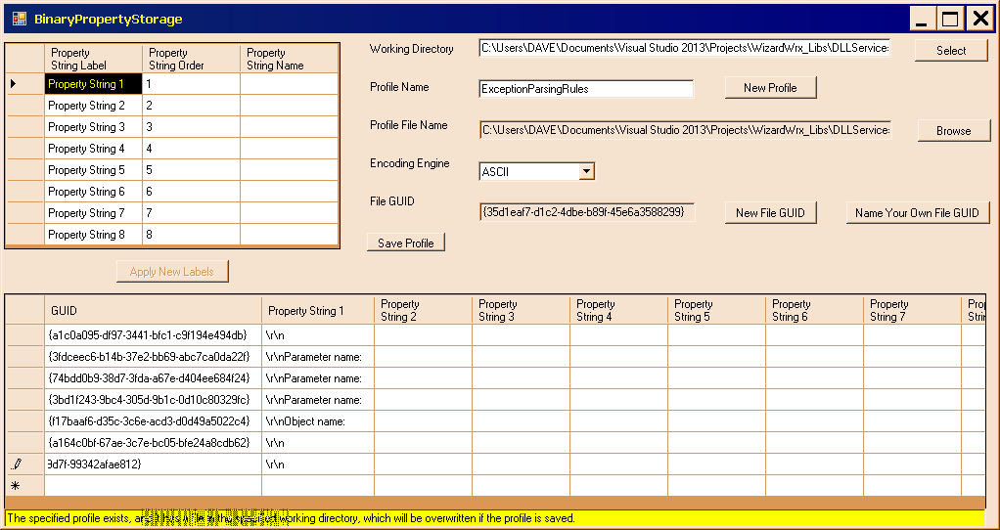 BinaryPropertyStorage
Property String Label Property String Order Property String Name
Property String 1 1
Property String 2 2
Property String 3 3
Property String 4 4
Property String 5 5
Property String 6 6
Property String 7 7
Property String 8 8
Apply New Labels
Working Directory C:\Users\DAVE\Documents\Visual Studio 2013\Projects\WizardWrx_Libs\DLLService: Select
Profile Name ExceptionParsingRules New Profile
Profile File Name C:\Users\DAVE\Documents\Visual Studio 2013\Projects\WizardWrx_Libs\DLLService: Browse
Encoding Engine ASCII
File GUID {35d1eaf7-d1c2-4dbe-b89f-45e6a3588299} New File GUID Name Your Own File GUID
Save Profile
GUID Property String 1 Property String 2 Property String 3 Property String 4 Property String 5 Property String 6 Property String 7
{a1c0a095-df97-3441-bfc1-c9f194e494db} \r\n
{3fdceec6-b14b-37e2-bb69-abc7ca0da22f} \r\nParameter name:
{74bdd0b9-38d7-3fda-a67e-d404ee684f24} \r\nParameter name:
{3bd1f243-9bc4-305d-9b1c-0d10c80329fc} \r\nParameter name:
{f17baaf6-d35c-3c6e-acd3-d0d49a5022c4} \r\nObject name:
{a164c0bf-67ae-3c7e-bc05-bfe24a8cdb62} \r\n
9d7f-99342afae812} \r\n
The specified profile exists, working directory, which will be overwritten if the profile is saved.